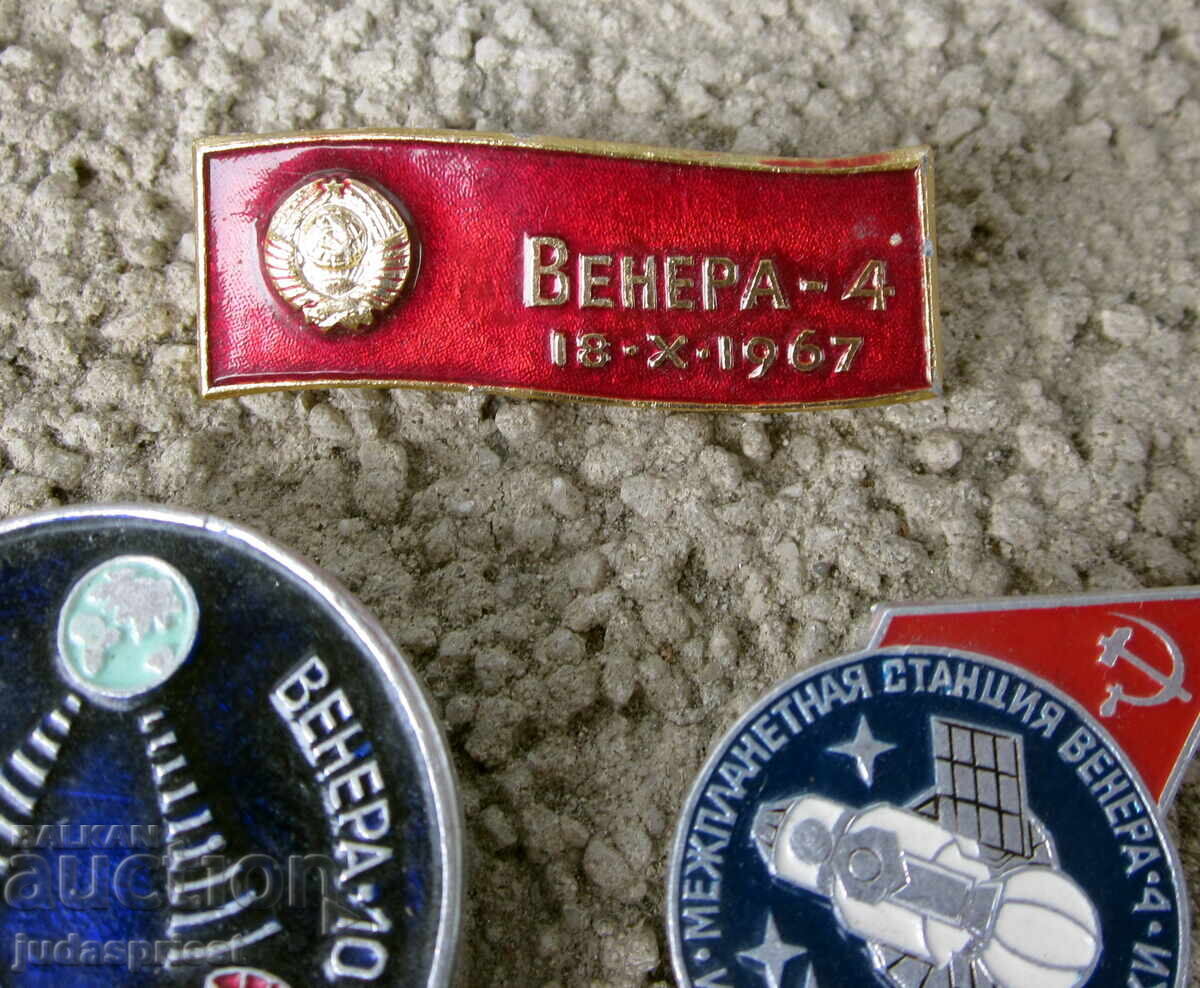 ВЕНЕРА-4
18·X·1967
ВЕНЕРА·10
МЕЖПЛАНЕТНАЯ СТАНЦИЯ ВЕНЕРА·4·
BALKAN
auction
judaspriest